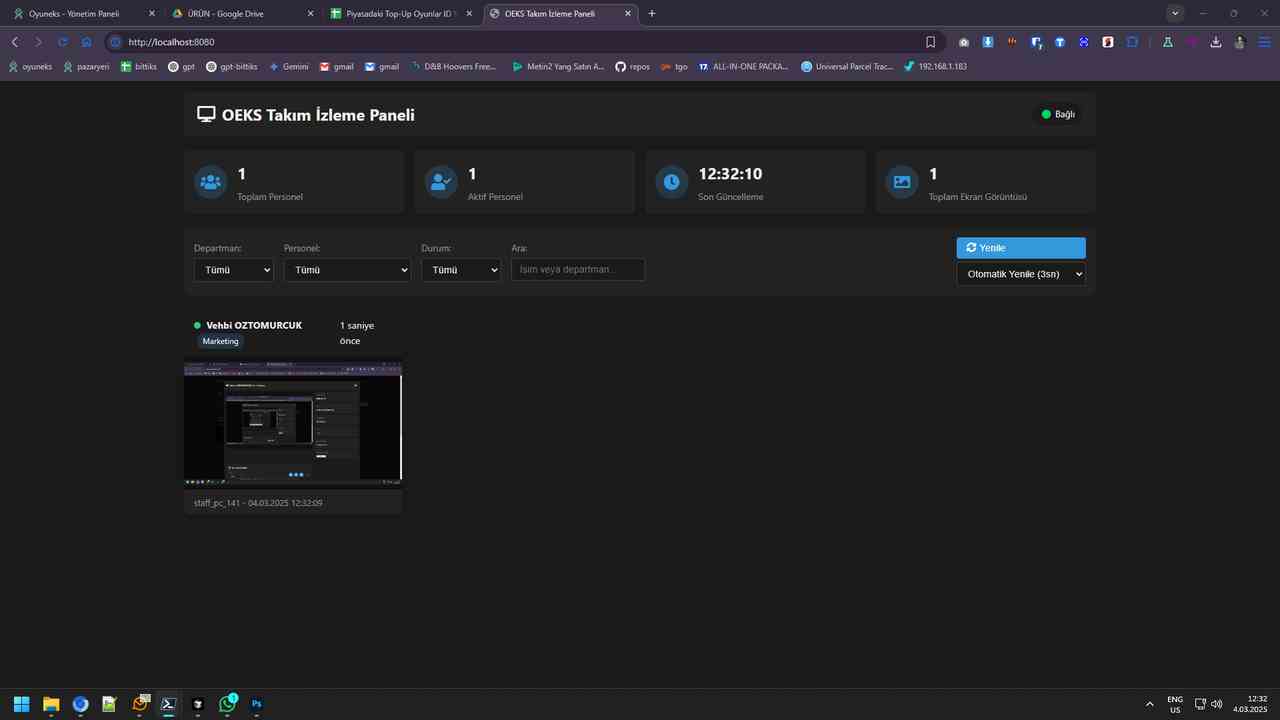 Oyuneks - Yönetim Paneli
ÜRÜN - Google Drive
Piyasadaki Top-Up Oyunlar ID
OEKS Takım İzleme Paneli
http://localhost:8080
oyuneks
pazaryeri
bittiks
gpt
gpt-bittiks
Gemini
gmail
gmail
D&B Hoovers Free...
Metin2 Yang Satın A...
repos
tgo
17
ALL-IN-ONE PACKA...
Universal Parcel Trac...
192.168.1.183
OEKS Takım İzleme Paneli
Bağlı
1
Toplam Personel
1
Aktif Personel
12:32:10
Son Güncelleme
1
Toplam Ekran Görüntüsü
Departman:
Tümü
Personel:
Tümü
Durum:
Tümü
Ara:
İsim veya departman...
Yenile
Otomatik Yenile (3sn)
Vehbi OZTOMURCUK
Marketing
1 saniye
önce
staff_pc_141 - 04.03.2025 12:32:09
1
Ps
ENG
US
12:32
4.03.2025